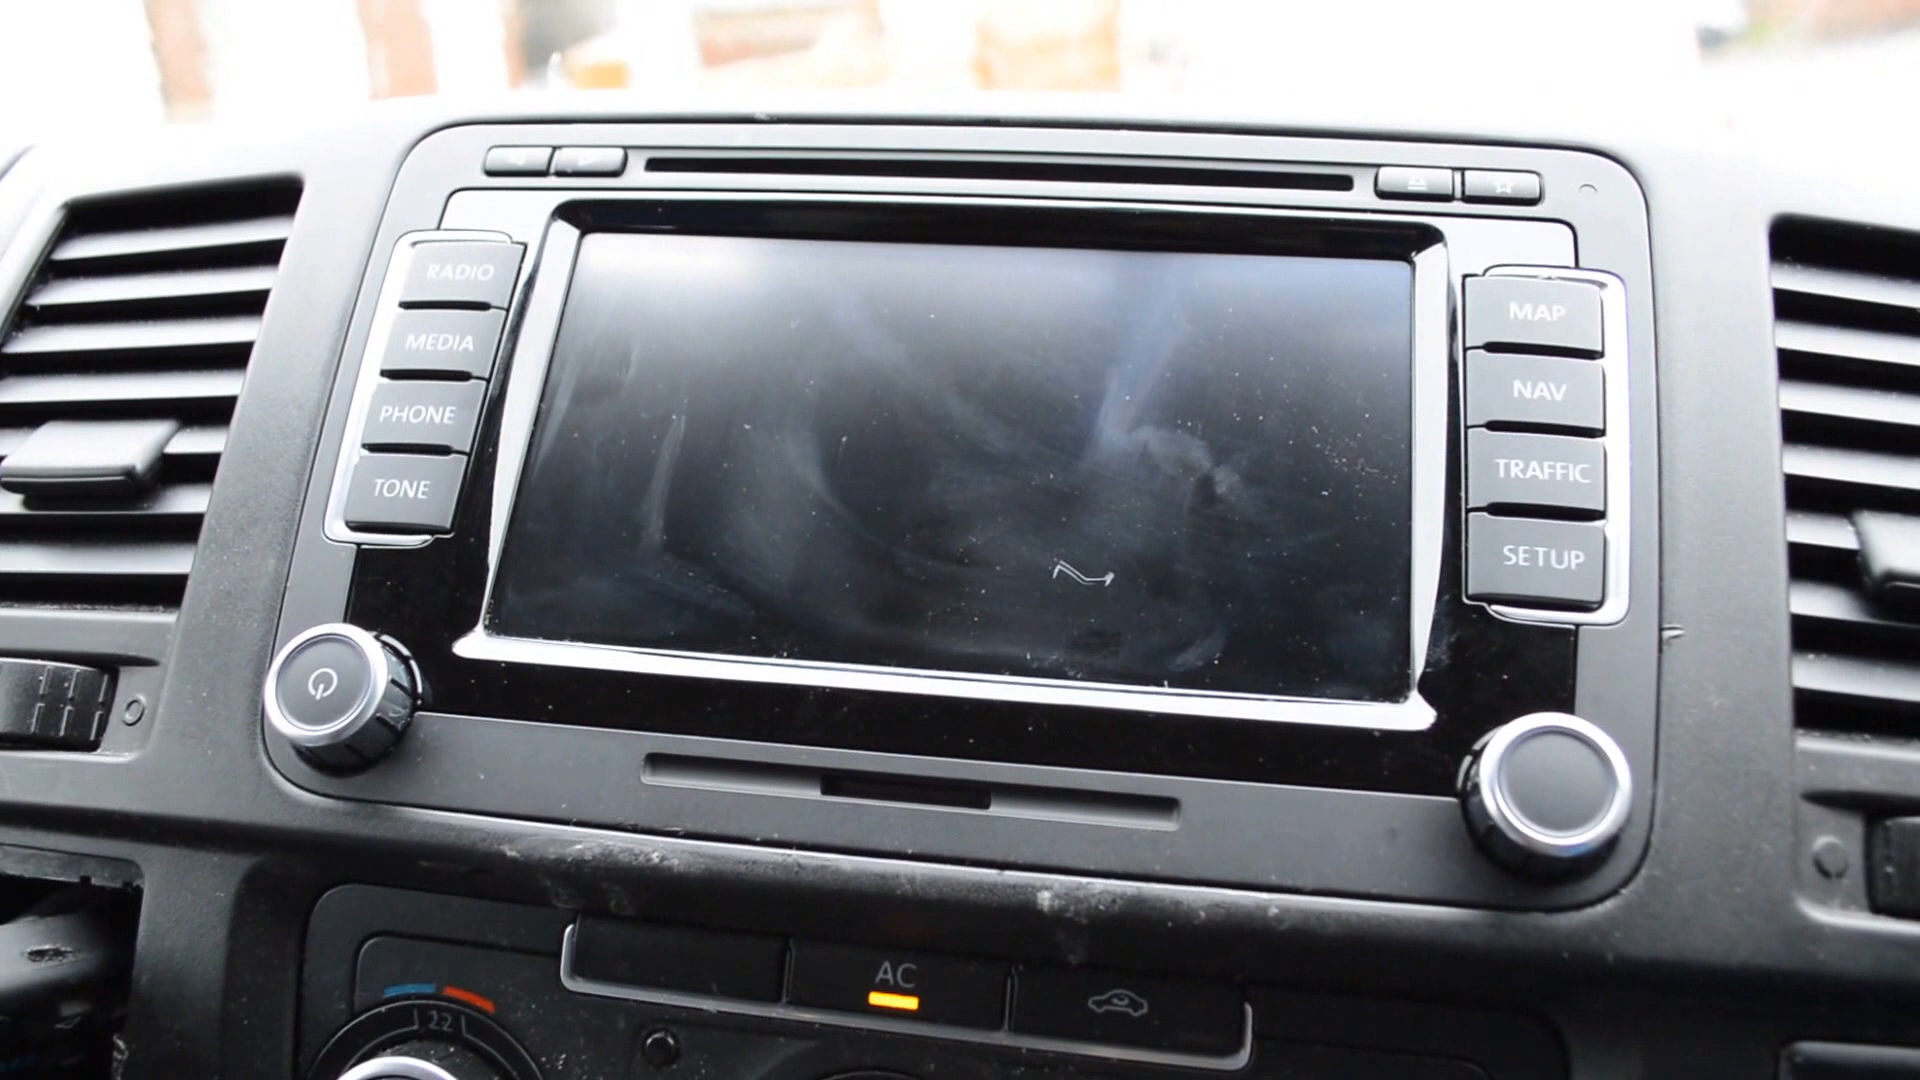 RADIO
MEDIA
PHONE
TONE
MAP
NAV
TRAFFIC
SETUP
AC
22